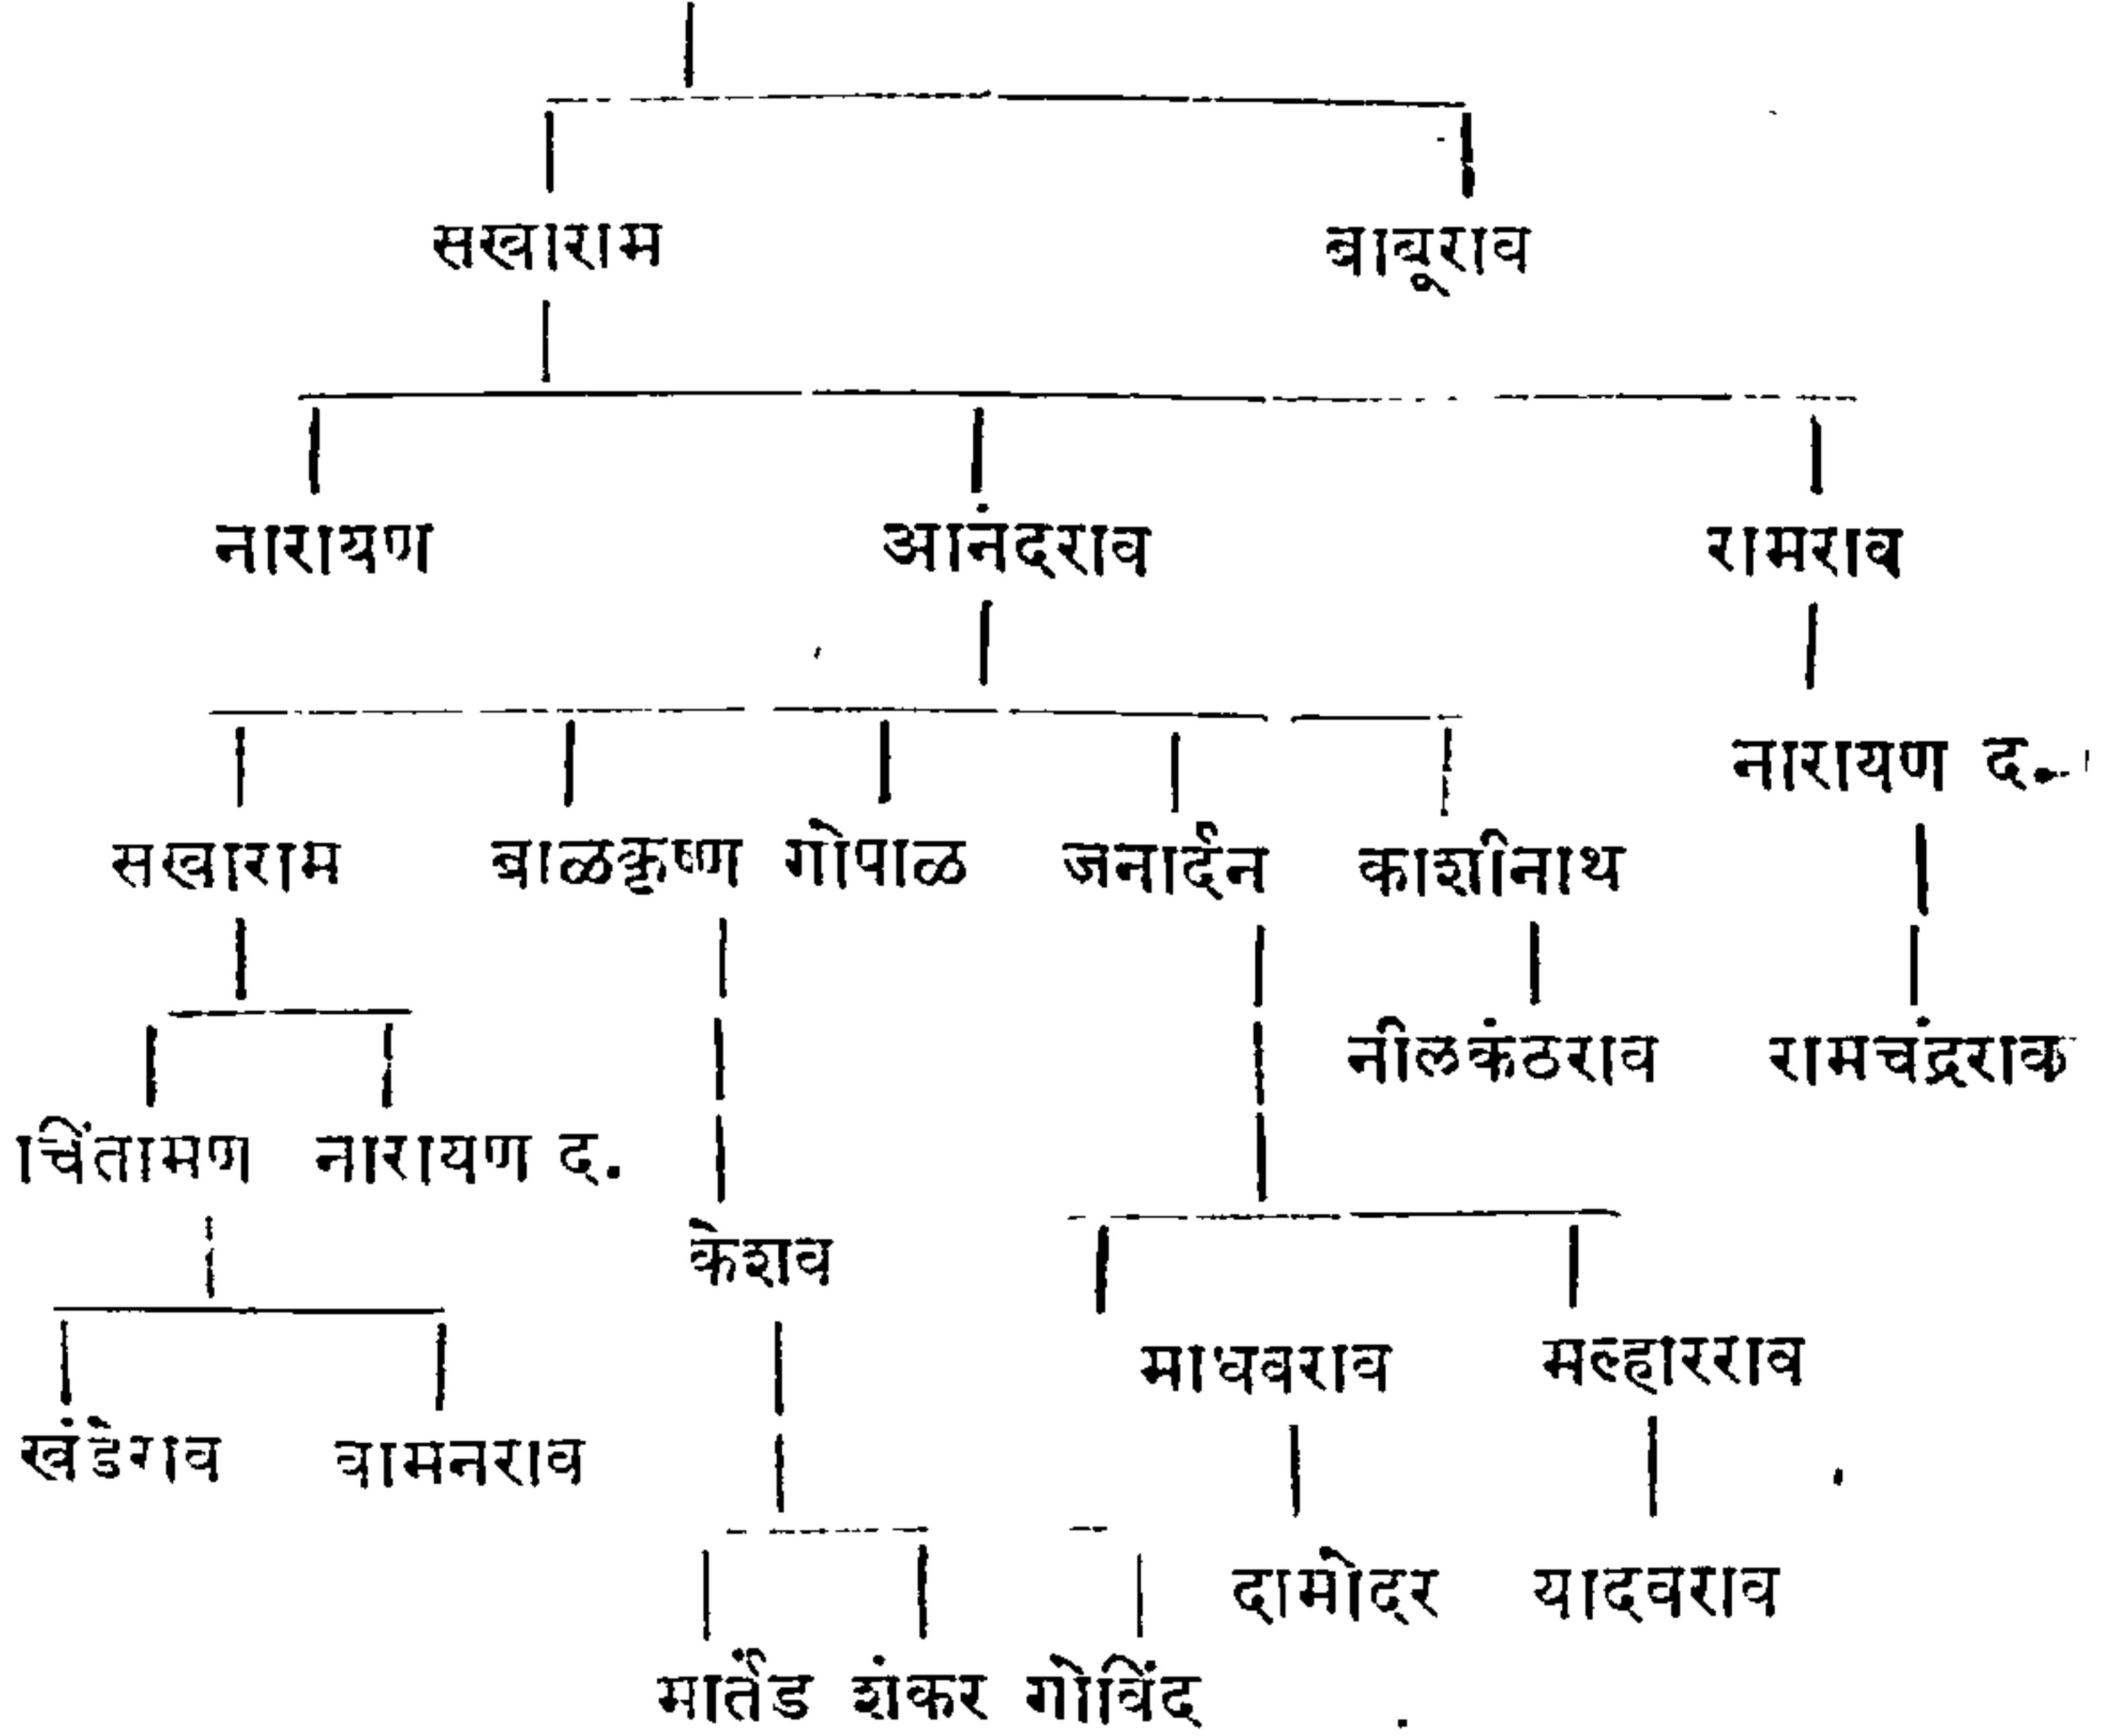 सखाराम बाबूराव
नारायण आनंदराव रामराव
नारायण द.
सखाराम बाळकृष्ण गोपाळ जनार्दन काशीनाथ
नीलकंठराव रामचंद्रराव
चिंतामण नारायण द.
केशव
माधवराव मल्हारराव
खंडेराव वामनराव
दामोदर यादवराव
मार्तंड शंकर गोविंद